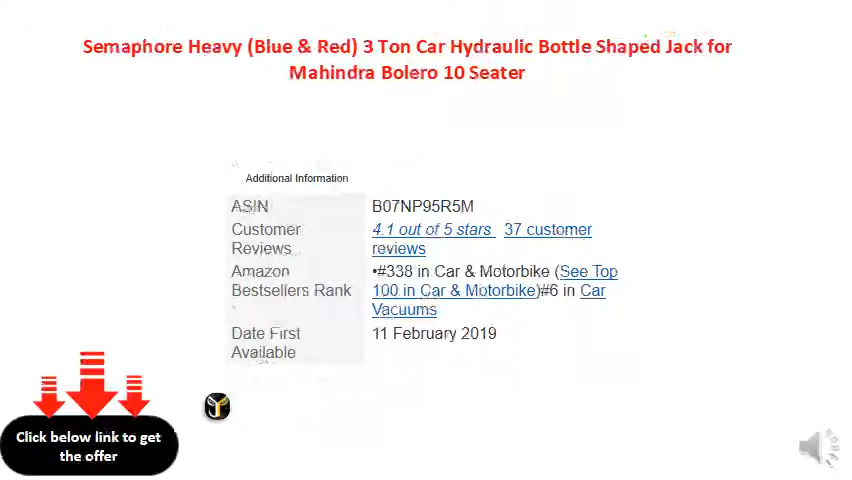 Semaphore Heavy (Blue & Red) 3 Ton Car Hydraulic Bottle Shaped Jack for
Mahindra Bolero 10 Seater
Additional Information
ASIN B07NP95R5M
Customer 4.1 out of 5 stars 37 customer
Reviews reviews
Amazon •#338 in Car & Motorbike (See Top
Bestsellers Rank 100 in Car & Motorbike)#6 in Car
Vacuums
Date First 11 February 2019
Available
Click below link to get
the offer